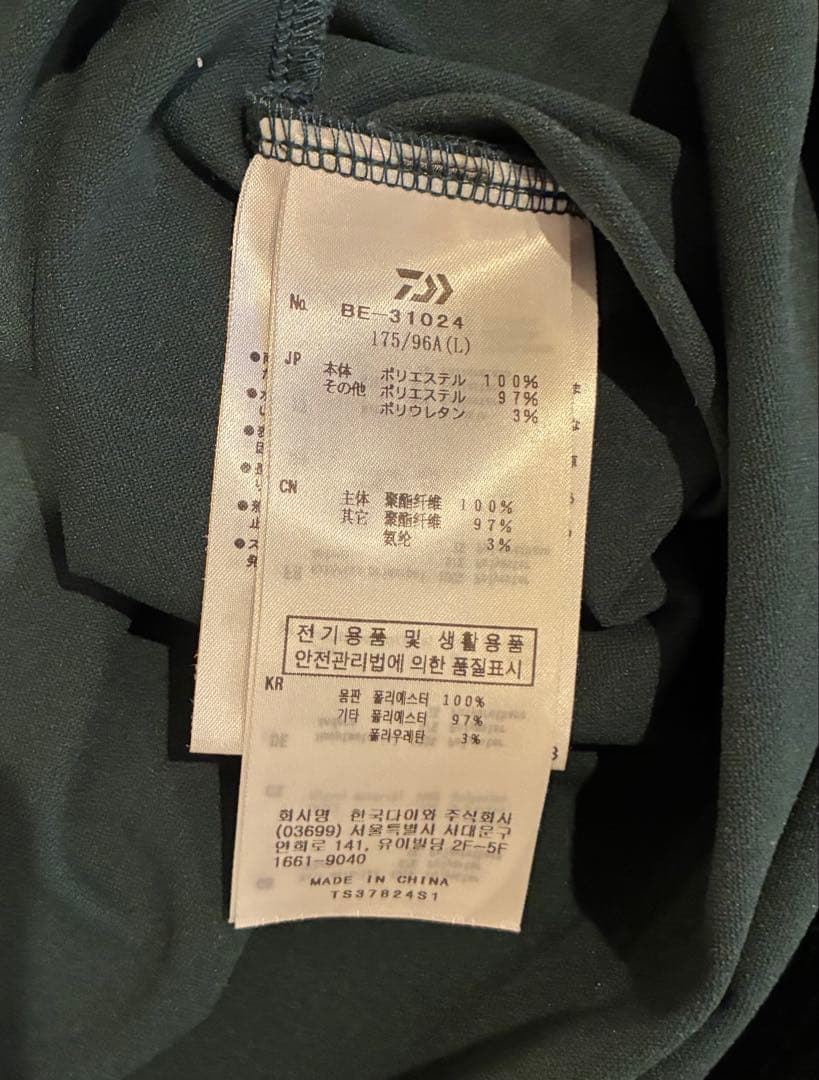 No. BE-31024
175/96A(L)
JP 本体 ポリエステル 100%
その他 ポリエステル 97%
ポリウレタン 3%
CN 主体 聚酯纤维 100%
其它 聚酯纤维 97%
氨纶 3%
전기용품 및 생활용품
안전관리법에 의한 품질표시
KR 몸판 폴리에스터 100%
기타 폴리에스터 97%
폴리우레탄 3%
회사명 한국다이와 주식회사
(03699) 서울특별시 서대문구
연희로 141, 유이빌딩 2F~5F
1661-9040
MADE IN CHINA
TS37824S1